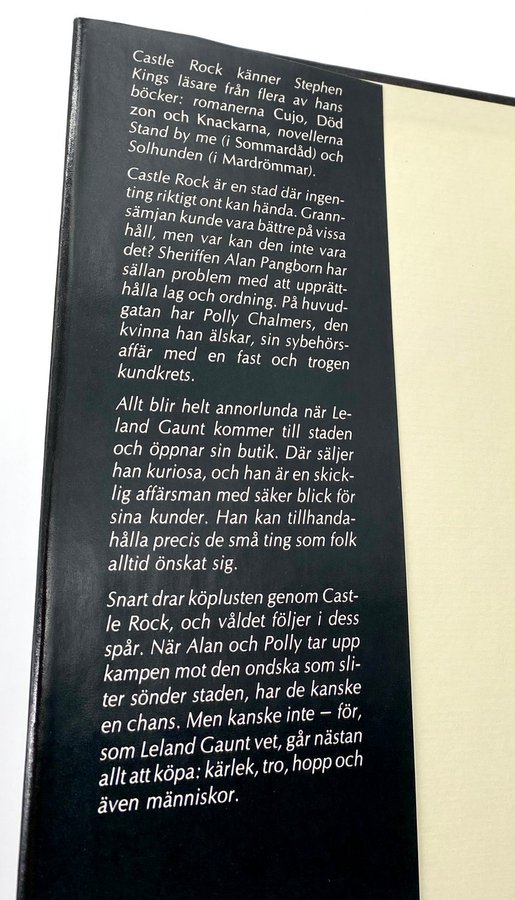 Castle Rock känner Stephen
Kings läsare från flera av hans
böcker: romanerna Cujo, Död
zon och Knackarna, novellerna
Stand by me (i Sommardåd) och
Solhunden (i Mardrömmar).
Castle Rock är en stad där ingen-
ting riktigt ont kan hända. Grann-
sämjan kunde vara bättre på vissa
håll, men var kan den inte vara
det? Sheriffen Alan Pangborn har
sällan problem med att upprätt-
hålla lag och ordning. På huvud-
gatan har Polly Chalmers, den
kvinna han älskar, sin sybehörs-
affär med en fast och trogen
kundkrets.
Allt blir helt annorlunda när Le-
land Gaunt kommer till staden
och öppnar sin butik. Där säljer
han kuriosa, och han är en skick-
lig affärsman med säker blick för
sina kunder. Han kan tillhanda-
hålla precis de små ting som folk
alltid önskat sig.
Snart drar köplusten genom Cast-
le Rock, och våldet följer i dess
spår. När Alan och Polly tar upp
kampen mot den ondska som sli-
ter sönder staden, har de kanske
en chans. Men kanske inte – för,
som Leland Gaunt vet, går nästan
allt att köpa: kärlek, tro, hopp och
även människor.